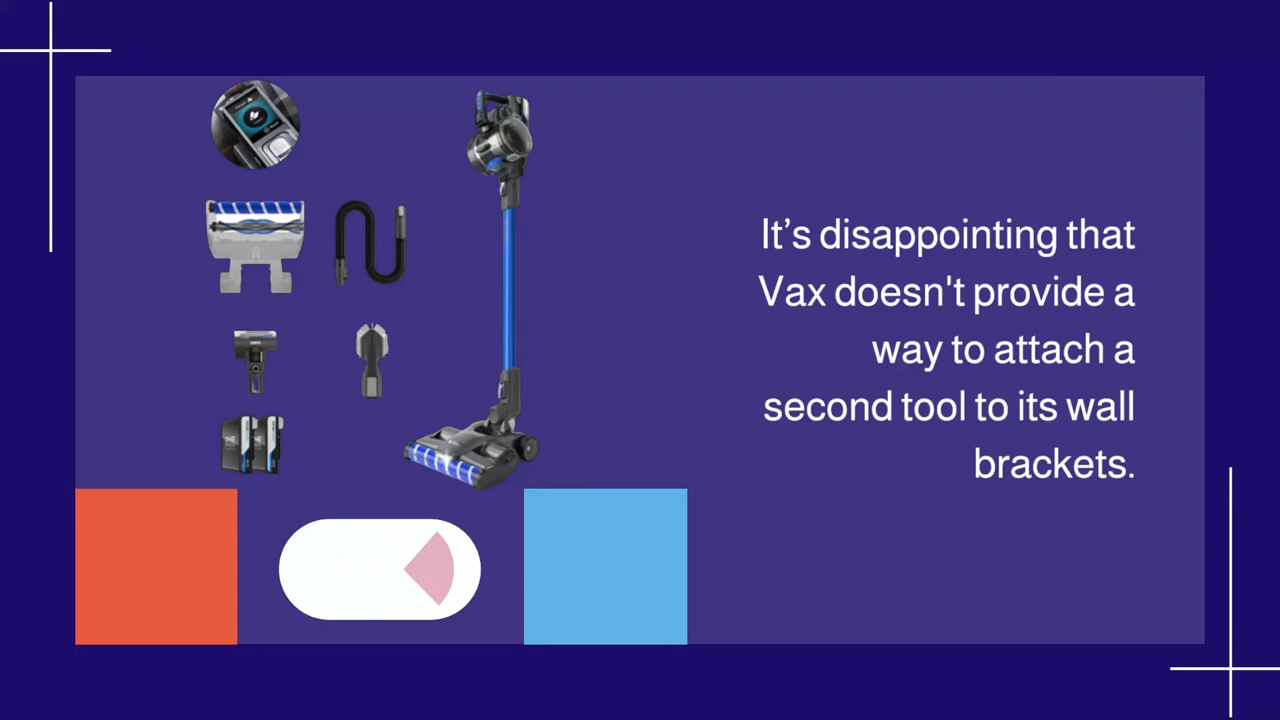 It’s disappointing that
Vax doesn't provide a
way to attach a
second tool to its wall
brackets.